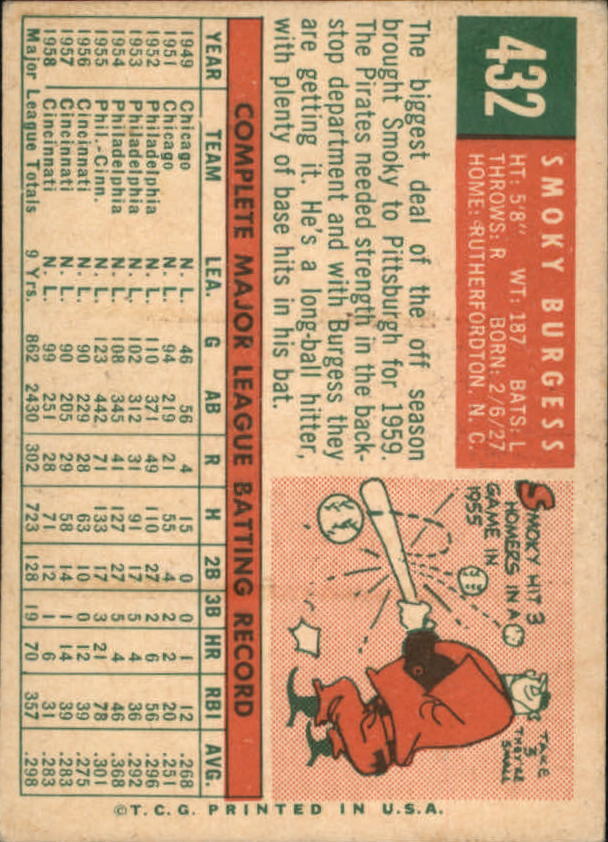 432
SMOKY BURGESS
HT: 5'8" WT: 187 BATS: L
THROWS: R BORN: 2/6/27
HOME: RUTHERFORDTON, N. C.
The biggest deal of the off season
brought Smoky to Pittsburgh for 1959.
The Pirates needed strength in the back-
stop department and with Burgess they
are getting it. He's a long-ball hitter,
with plenty of base hits in his bat.
SMOKY HIT 3
HOMERS IN A
GAME IN
1955
TAKE
3
THEY'RE
SMALL
COMPLETE MAJOR LEAGUE BATTING RECORD
YEAR TEAM LEA. G AB R H 2B 3B HR RBI AVG.
1949 Chicago N. L. 46 56 4 15 0 0 1 12 .268
1951 Chicago N. L. 94 219 21 55 4 2 2 20 .251
1952 Philadelphia N. L. 110 371 49 110 27 2 6 56 .296
1953 Philadelphia N. L. 102 312 31 91 17 5 4 36 .292
1954 Philadelphia N. L. 108 345 41 127 27 5 4 46 .368
1955 Phil.-Cinn. N. L. 123 442 71 133 17 3 21 78 .301
1956 Cincinnati N. L. 90 229 28 63 10 0 12 39 .275
1957 Cincinnati N. L. 90 205 29 58 14 1 14 39 .283
1958 Cincinnati N. L. 99 251 28 71 12 1 6 31 .283
Major League Totals 9 Yrs. 862 2430 302 723 128 19 70 357 .298
©T. C. G. PRINTED IN U.S.A.